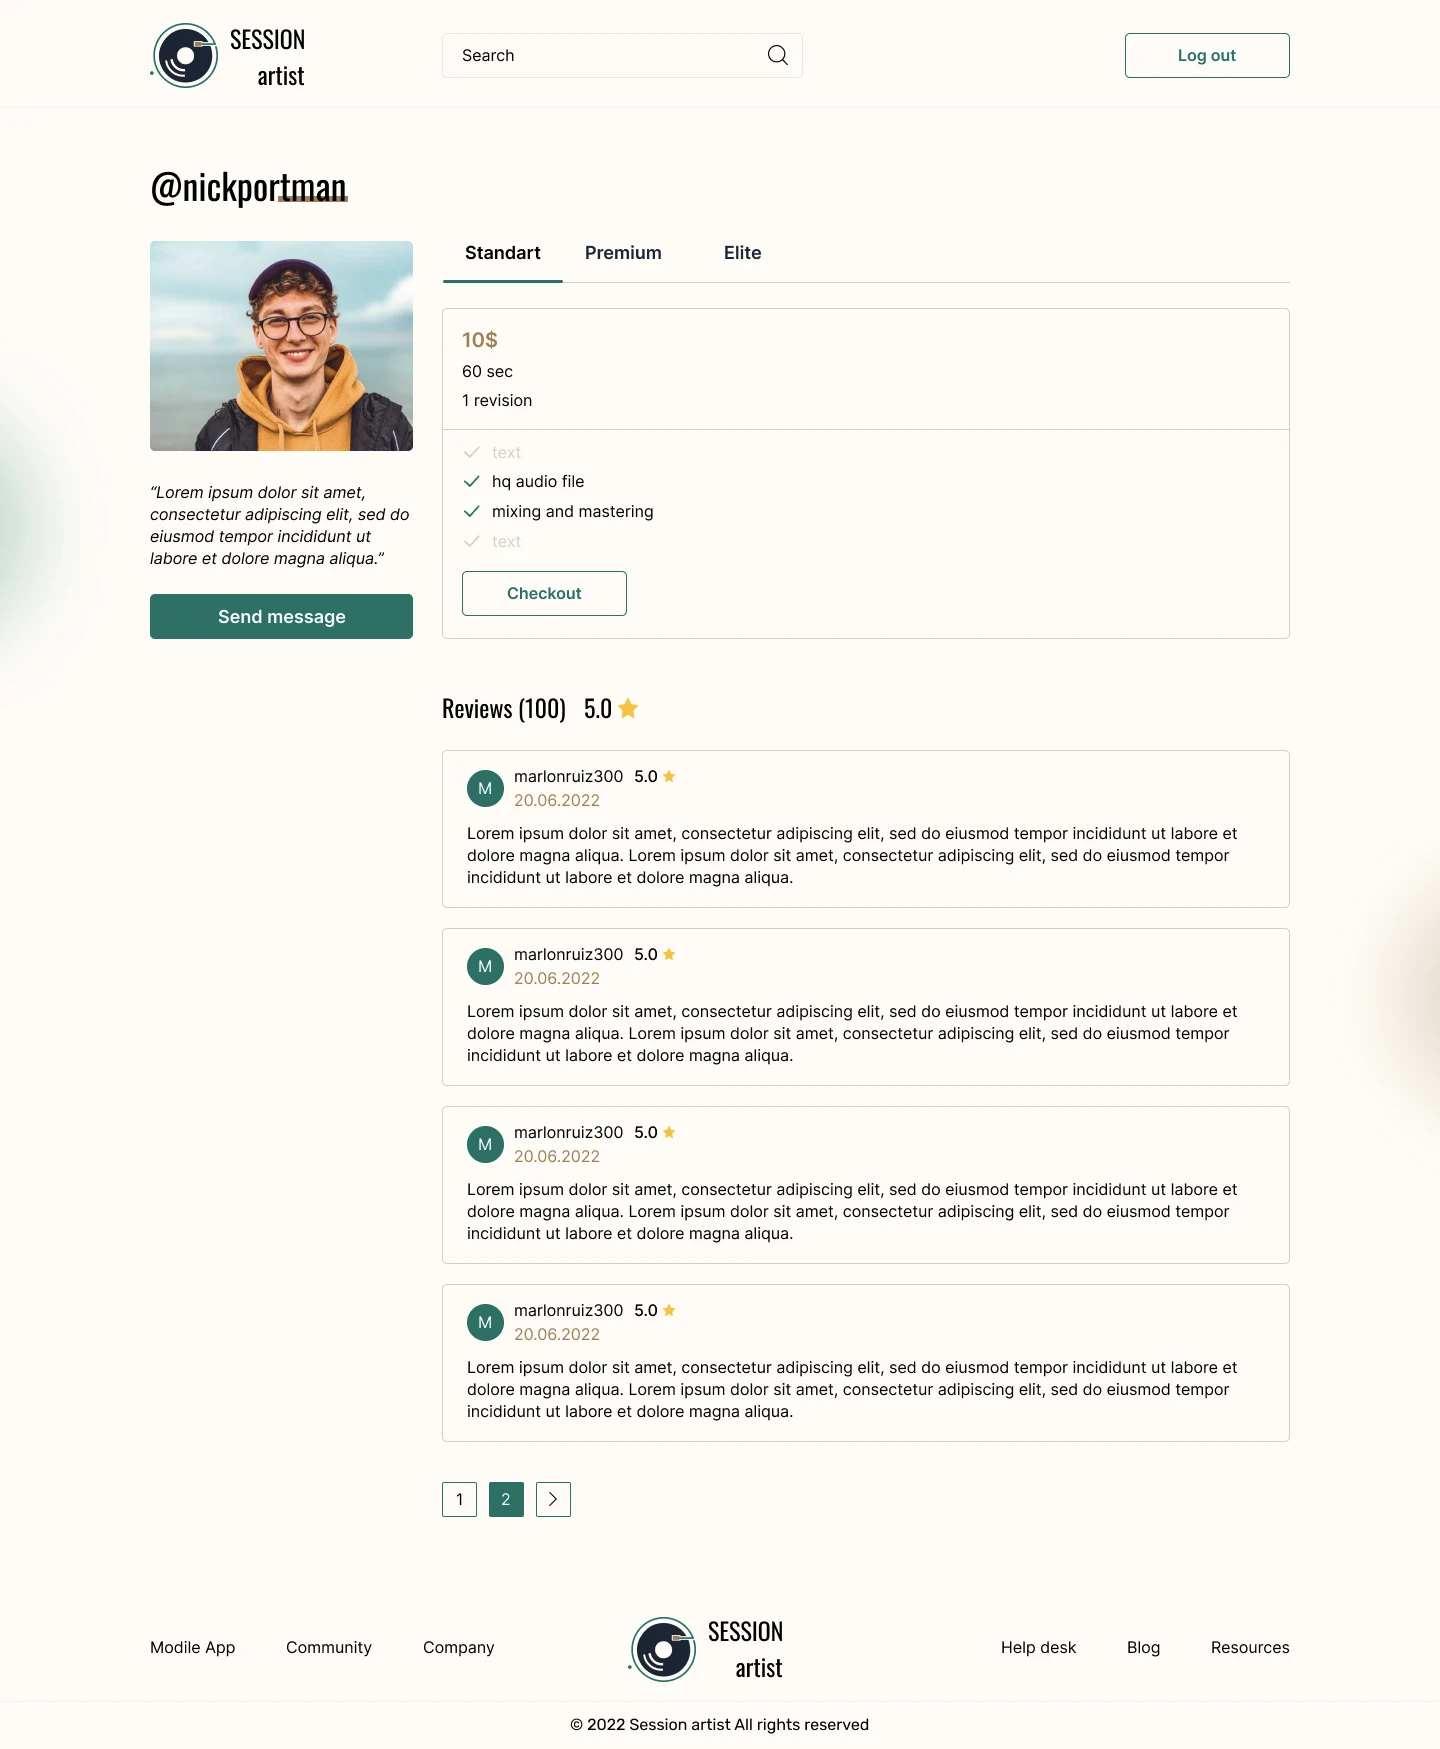 SESSION
artist
Search
Log out
@nickportman
Standart
Premium
Elite
10$
60 sec
1 revision
text
hq audio file
mixing and mastering
text
Checkout
“Lorem ipsum dolor sit amet,
consectetur adipiscing elit, sed do
eiusmod tempor incididunt ut
labore et dolore magna aliqua.”
Send message
Reviews (100) 5.0
M
marlonruiz300 5.0
20.06.2022
Lorem ipsum dolor sit amet, consectetur adipiscing elit, sed do eiusmod tempor incididunt ut labore et
dolore magna aliqua. Lorem ipsum dolor sit amet, consectetur adipiscing elit, sed do eiusmod tempor
incididunt ut labore et dolore magna aliqua.
M
marlonruiz300 5.0
20.06.2022
Lorem ipsum dolor sit amet, consectetur adipiscing elit, sed do eiusmod tempor incididunt ut labore et
dolore magna aliqua. Lorem ipsum dolor sit amet, consectetur adipiscing elit, sed do eiusmod tempor
incididunt ut labore et dolore magna aliqua.
M
marlonruiz300 5.0
20.06.2022
Lorem ipsum dolor sit amet, consectetur adipiscing elit, sed do eiusmod tempor incididunt ut labore et
dolore magna aliqua. Lorem ipsum dolor sit amet, consectetur adipiscing elit, sed do eiusmod tempor
incididunt ut labore et dolore magna aliqua.
M
marlonruiz300 5.0
20.06.2022
Lorem ipsum dolor sit amet, consectetur adipiscing elit, sed do eiusmod tempor incididunt ut labore et
dolore magna aliqua. Lorem ipsum dolor sit amet, consectetur adipiscing elit, sed do eiusmod tempor
incididunt ut labore et dolore magna aliqua.
1
2
Modile App
Community
Company
SESSION
artist
Help desk
Blog
Resources
© 2022 Session artist All rights reserved